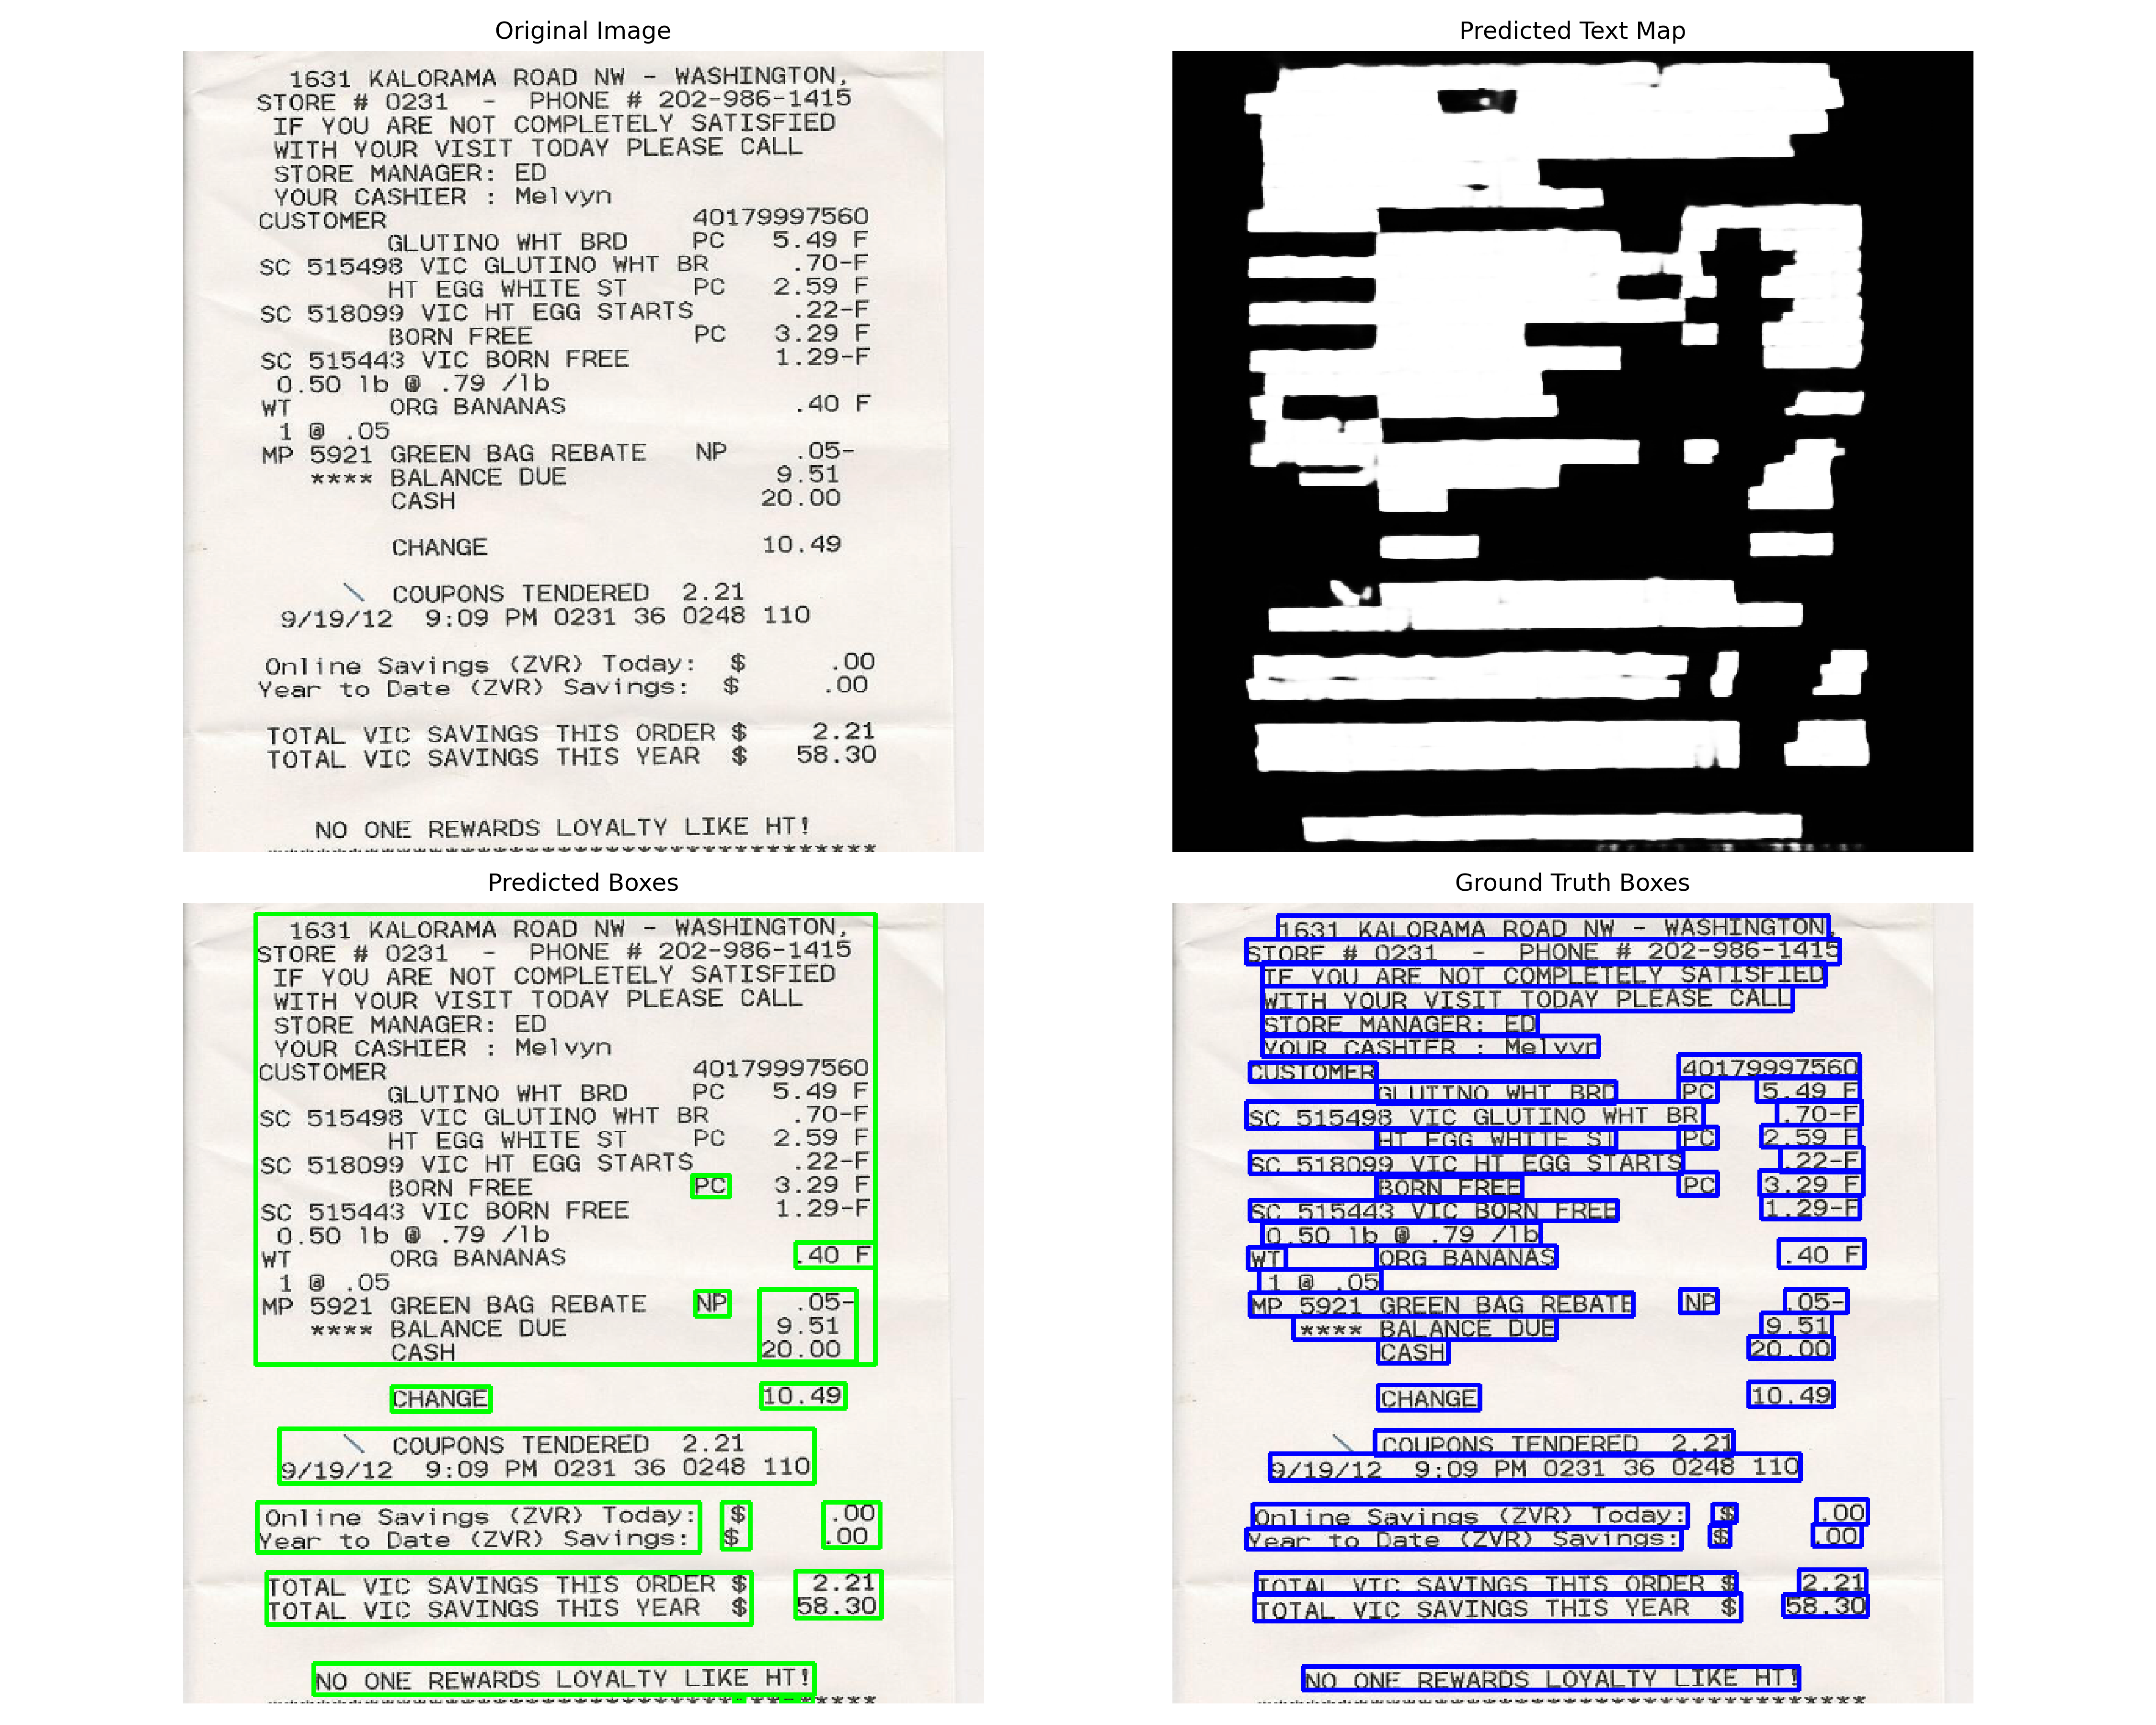 Original Image
1631 KALORAMA ROAD NW - WASHINGTON,
STORE # 0231 - PHONE # 202-986-1415
IF YOU ARE NOT COMPLETELY SATISFIED
WITH YOUR VISIT TODAY PLEASE CALL
STORE MANAGER: ED
YOUR CASHIER : Melvyn
CUSTOMER 40179997560
GLUTINO WHT BRD PC 5.49 F
SC 515498 VIC GLUTINO WHT BR .70-F
HT EGG WHITE ST PC 2.59 F
SC 518099 VIC HT EGG STARTS .22-F
BORN FREE PC 3.29 F
SC 515443 VIC BORN FREE 1.29-F
0.50 lb @ .79 /lb
WT ORG BANANAS .40 F
1 @ .05
MP 5921 GREEN BAG REBATE NP .05-
**** BALANCE DUE 9.51
CASH 20.00
CHANGE 10.49
COUPONS TENDERED 2.21
9/19/12 9:09 PM 0231 36 0248 110
Online Savings (ZVR) Today: $ .00
Year to Date (ZVR) Savings: $ .00
TOTAL VIC SAVINGS THIS ORDER $ 2.21
TOTAL VIC SAVINGS THIS YEAR $ 58.30
NO ONE REWARDS LOYALTY LIKE HT!
Predicted Text Map
Predicted Boxes
1631 KALORAMA ROAD NW - WASHINGTON,
STORE # 0231 - PHONE # 202-986-1415
IF YOU ARE NOT COMPLETELY SATISFIED
WITH YOUR VISIT TODAY PLEASE CALL
STORE MANAGER: ED
YOUR CASHIER : Melvyn
CUSTOMER 40179997560
GLUTINO WHT BRD PC 5.49 F
SC 515498 VIC GLUTINO WHT BR .70-F
HT EGG WHITE ST PC 2.59 F
SC 518099 VIC HT EGG STARTS .22-F
BORN FREE PC 3.29 F
SC 515443 VIC BORN FREE 1.29-F
0.50 lb @ .79 /lb
WT ORG BANANAS .40 F
1 @ .05
MP 5921 GREEN BAG REBATE NP .05-
**** BALANCE DUE 9.51
CASH 20.00
CHANGE 10.49
COUPONS TENDERED 2.21
9/19/12 9:09 PM 0231 36 0248 110
Online Savings (ZVR) Today: $ .00
Year to Date (ZVR) Savings: $ .00
TOTAL VIC SAVINGS THIS ORDER $ 2.21
TOTAL VIC SAVINGS THIS YEAR $ 58.30
NO ONE REWARDS LOYALTY LIKE HT!
Ground Truth Boxes
1631 KALORAMA ROAD NW - WASHINGTON,
STORE # 0231 - PHONE # 202-986-1415
IF YOU ARE NOT COMPLETELY SATISFIED
WITH YOUR VISIT TODAY PLEASE CALL
STORE MANAGER: ED
YOUR CASHIER : Melvyn
CUSTOMER 40179997560
GLUTINO WHT BRD PC 5.49 F
SC 515498 VIC GLUTINO WHT BR .70-F
HT EGG WHITE ST PC 2.59 F
SC 518099 VIC HT EGG STARTS .22-F
BORN FREE PC 3.29 F
SC 515443 VIC BORN FREE 1.29-F
0.50 lb @ .79 /lb
WT ORG BANANAS .40 F
1 @ .05
MP 5921 GREEN BAG REBATE NP .05-
**** BALANCE DUE 9.51
CASH 20.00
CHANGE 10.49
COUPONS TENDERED 2.21
9/19/12 9:09 PM 0231 36 0248 110
Online Savings (ZVR) Today: $ .00
Year to Date (ZVR) Savings: $ .00
TOTAL VIC SAVINGS THIS ORDER $ 2.21
TOTAL VIC SAVINGS THIS YEAR $ 58.30
NO ONE REWARDS LOYALTY LIKE HT!